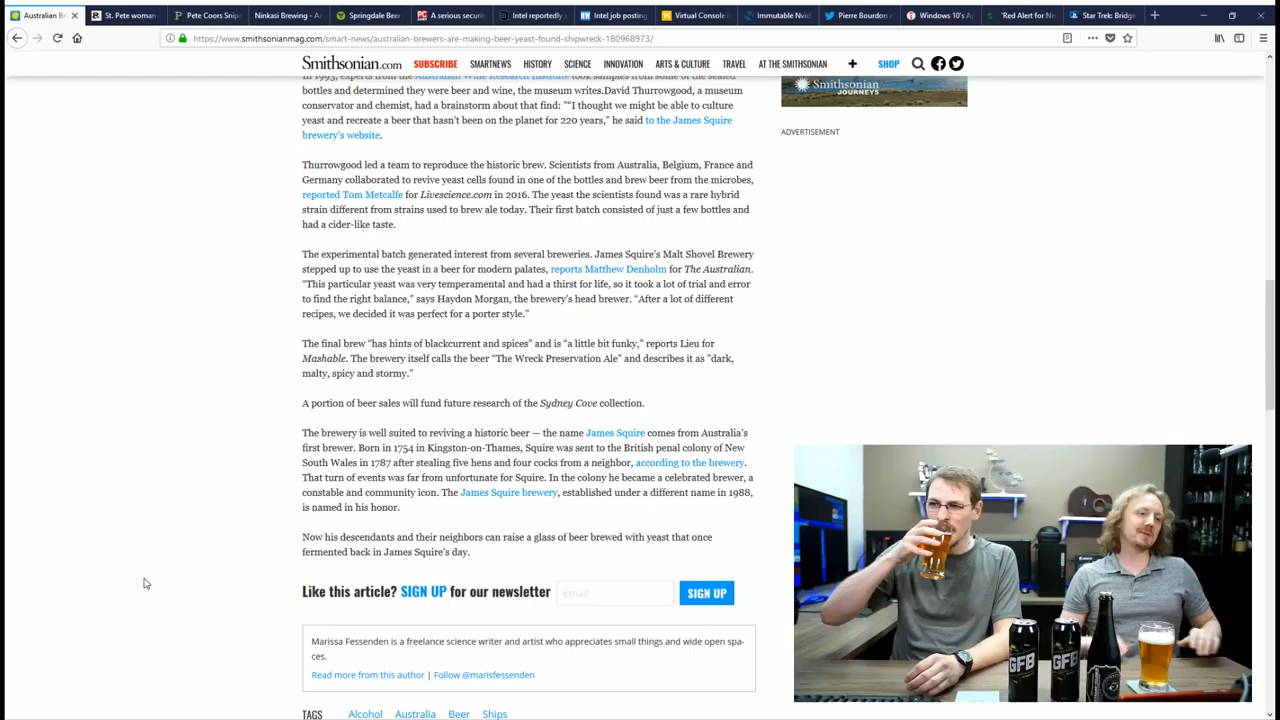 Australian B
St. Pete woman
Pete Coors Snipe
Ninkasi Brewing - A
Springdale Beer
A serious securit
Intel reportedly
Intel job posting
Virtual Console
Immutable Nvid
Pierre Bourdon
Windows 10's A
'Red Alert for Ne
Star Trek: Bridge
https://www.smithsonianmag.com/smart-news/australian-brewers-are-making-beer-yeast-found-shipwreck-180968973/
Smithsonian.com SUBSCRIBE SMARTNEWS HISTORY SCIENCE INNOVATION ARTS & CULTURE TRAVEL AT THE SMITHSONIAN SHOP
In 1993, experts from the Australian Wine Research Institute took samples from some of the sealed
bottles and determined they were beer and wine, the museum writes.David Thurrowgood, a museum
conservator and chemist, had a brainstorm about that find: "“I thought we might be able to culture
yeast and recreate a beer that hasn’t been on the planet for 220 years,” he said to the James Squire
brewery’s website.
Thurrowgood led a team to reproduce the historic brew. Scientists from Australia, Belgium, France and
Germany collaborated to revive yeast cells found in one of the bottles and brew beer from the microbes,
reported Tom Metcalfe for Livescience.com in 2016. The yeast the scientists found was a rare hybrid
strain different from strains used to brew ale today. Their first batch consisted of just a few bottles and
had a cider-like taste.
The experimental batch generated interest from several breweries. James Squire’s Malt Shovel Brewery
stepped up to use the yeast in a beer for modern palates, reports Matthew Denholm for The Australian.
"This particular yeast was very temperamental and had a thirst for life, so it took a lot of trial and error
to find the right balance,” says Haydon Morgan, the brewery’s head brewer. “After a lot of different
recipes, we decided it was perfect for a porter style.”
The final brew “has hints of blackcurrant and spices” and is “a little bit funky,” reports Lieu for
Mashable. The brewery itself calls the beer “The Wreck Preservation Ale” and describes it as "dark,
malty, spicy and stormy.”
A portion of beer sales will fund future research of the Sydney Cove collection.
The brewery is well suited to reviving a historic beer — the name James Squire comes from Australia’s
first brewer. Born in 1754 in Kingston-on-Thames, Squire was sent to the British penal colony of New
South Wales in 1787 after stealing five hens and four cocks from a neighbor, according to the brewery.
That turn of events was far from unfortunate for Squire. In the colony he became a celebrated brewer, a
constable and community icon. The James Squire brewery, established under a different name in 1988,
is named in his honor.
Now his descendants and their neighbors can raise a glass of beer brewed with yeast that once
fermented back in James Squire’s day.
Like this article? SIGN UP for our newsletter Email SIGN UP
Marissa Fessenden is a freelance science writer and artist who appreciates small things and wide open spa-
ces.
Read more from this author | Follow @marisfessenden
TAGS Alcohol Australia Beer Ships
Smithsonian
JOURNEYS
ADVERTISEMENT
GFB
GFB